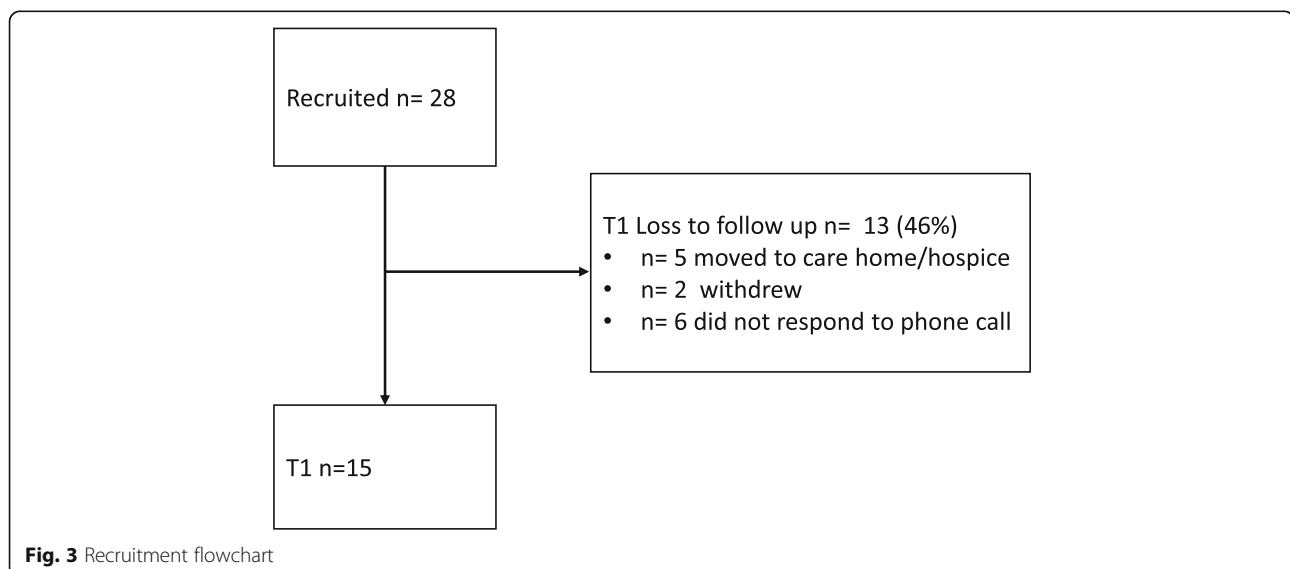 Recruited n= 28
T1 Loss to follow up n=  13 (46%)
• n= 5 moved to care home/hospice
• n= 2  withdrew
• n= 6 did not respond to phone call
T1 n=15
Fig. 3 Recruitment flowchart